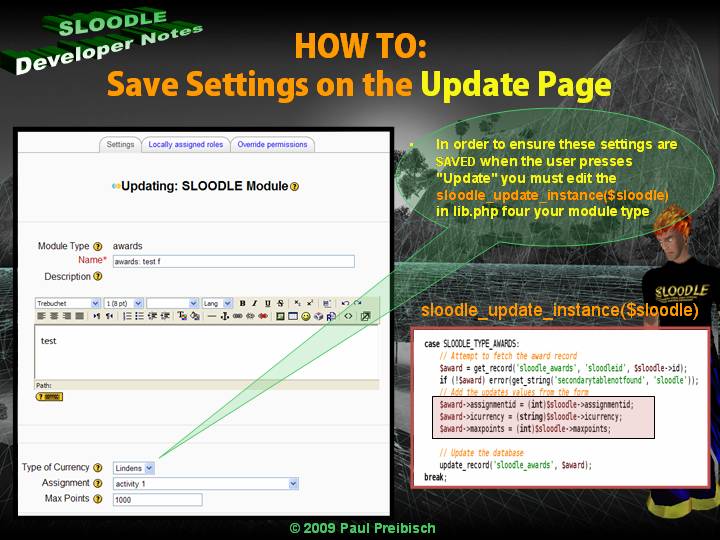 SLOODLE
Developer Notes
HOW TO:
Save Settings on the Update Page
Settings
Locally assigned roles
Override permissions
Updating: SLOODLE Module
Module Type awards
Name* awards: test f
Description
Trebuchet 1 (8 pt) Lang B I U S
test
Path:
Type of Currency Lindens
Assignment activity 1
Max Points 1000
• In order to ensure these settings are
SAVED when the user presses
"Update" you must edit the
sloodle_update_instance($sloodle)
in lib.php four your module type
SLOODLE
sloodle_update_instance($sloodle)
case SLOODLE_TYPE_AWARDS:
// Attempt to fetch the award record
$award = get_record('sloodle_awards', 'sloodleid', $sloodle->id);
if (!$award) error(get_string('secondarytablenotfound', 'sloodle'));
// Add the updates values from the form
$award->assignmentid = (int)$sloodle->assignmentid;
$award->icurrency = (string)$sloodle->icurrency;
$award->maxpoints = (int)$sloodle->maxpoints;
// Update the database
update_record('sloodle_awards', $award);
break;
© 2009 Paul Preibisch